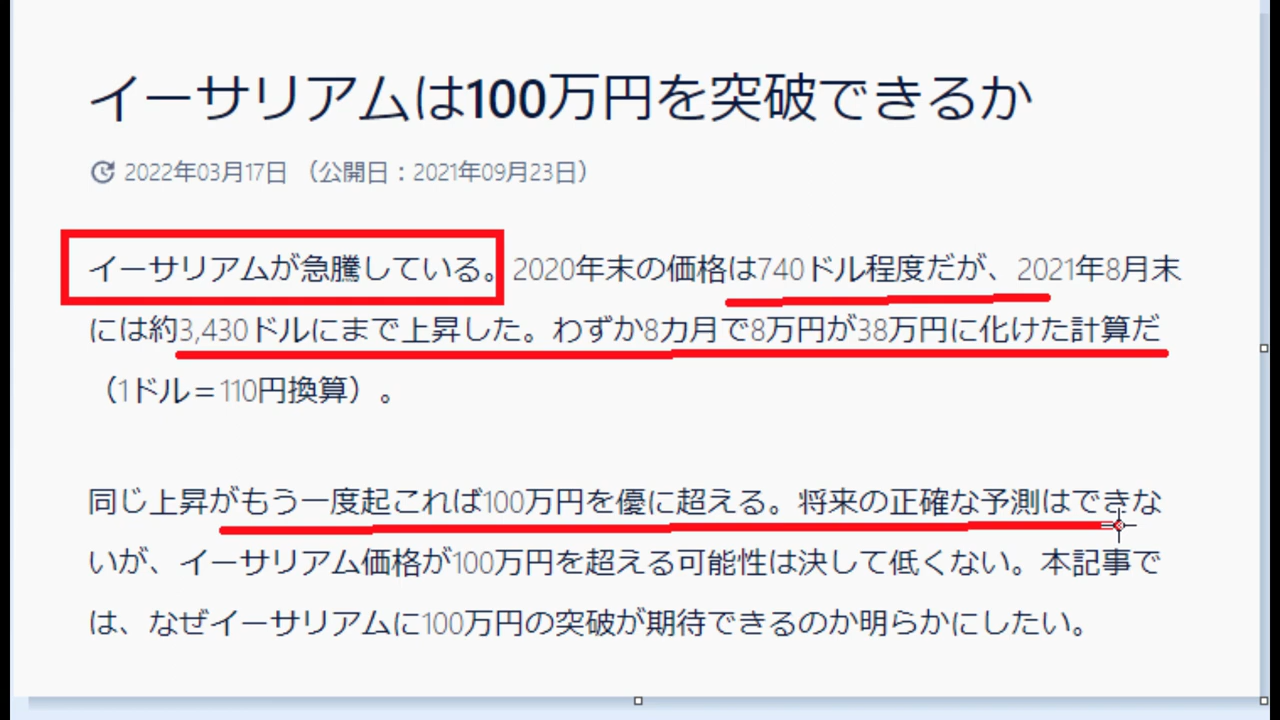 イーサリアムは100万円を突破できるか
2022年03月17日 （公開日：2021年09月23日）
イーサリアムが急騰している。2020年末の価格は740ドル程度だが、2021年8月末
には約3,430ドルにまで上昇した。わずか8カ月で8万円が38万円に化けた計算だ
（1ドル＝110円換算）。
同じ上昇がもう一度起これば100万円を優に超える。将来の正確な予測はできな
いが、イーサリアム価格が100万円を超える可能性は決して低くない。本記事で
は、なぜイーサリアムに100万円の突破が期待できるのか明らかにしたい。